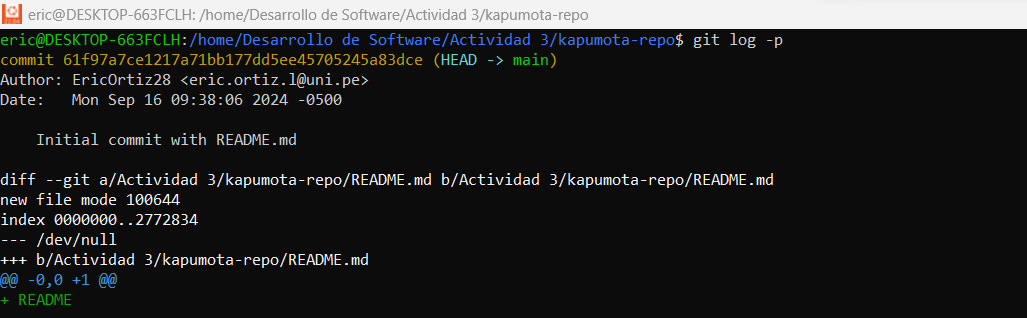 eric@DESKTOP-663FCLH: /home/Desarrollo de Software/Actividad 3/kapumota-repo
eric@DESKTOP-663FCLH:/home/Desarrollo de Software/Actividad 3/kapumota-repo$ git log -p
commit 61f97a7ce1217a71bb177dd5ee45705245a83dce (HEAD -> main)
Author: EricOrtiz28 <eric.ortiz.l@uni.pe>
Date:   Mon Sep 16 09:38:06 2024 -0500
    Initial commit with README.md
diff --git a/Actividad 3/kapumota-repo/README.md b/Actividad 3/kapumota-repo/README.md
new file mode 100644
index 0000000..2772834
--- /dev/null
+++ b/Actividad 3/kapumota-repo/README.md
@@ -0,0 +1 @@
+ README